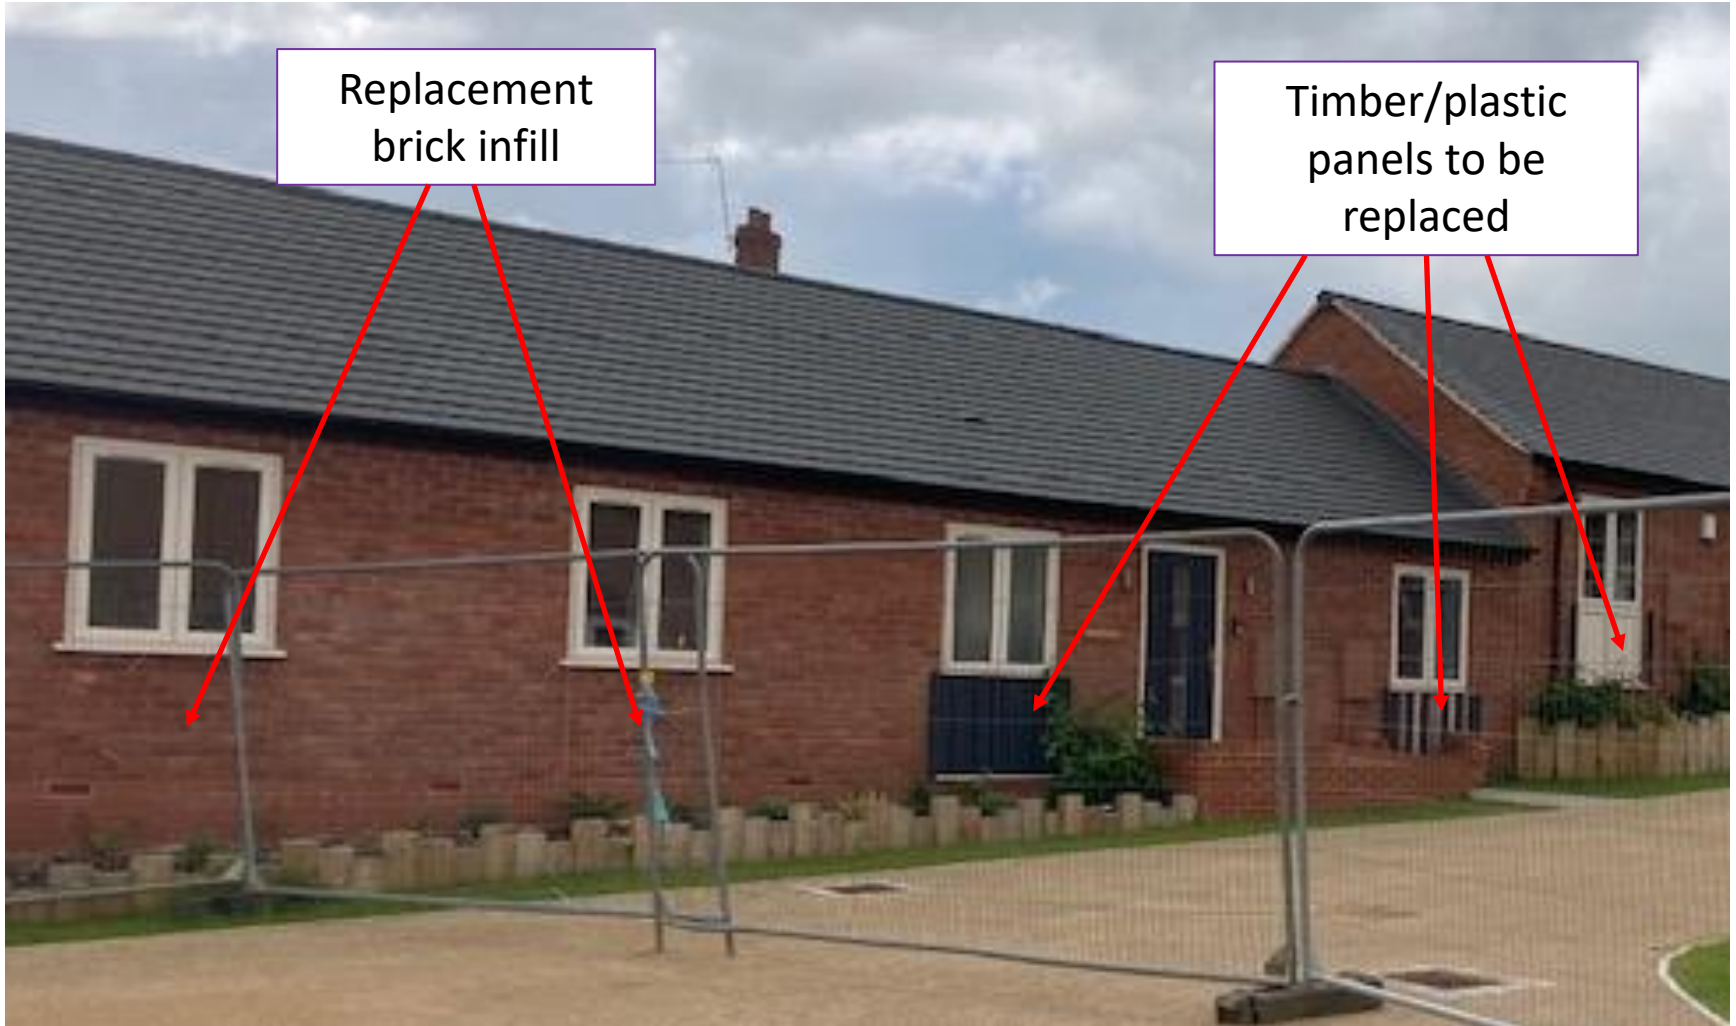 Replacement
brick infill
Timber/plastic
panels to be
replaced